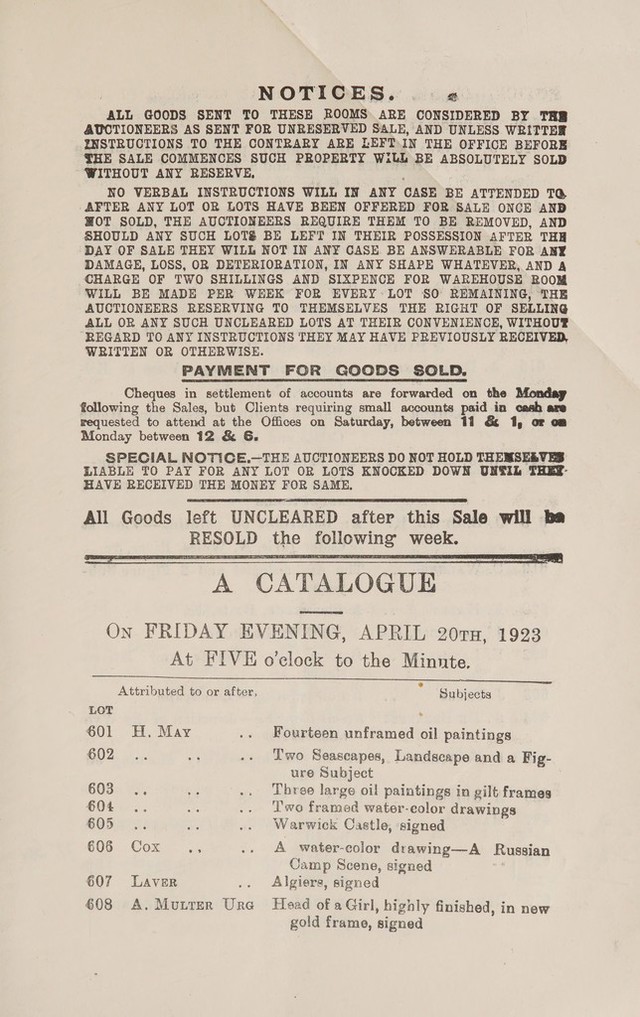 NOTICES.
ALL GOODS SENT TO THESE ROOMS ARE CONSIDERED BY THE
AUCTIONEERS AS SENT FOR UNRESERVED SALE, AND UNLESS WRITTEN
INSTRUCTIONS TO THE CONTRARY ARE LEFT IN THE OFFICE BEFORE
THE SALE COMMENCES SUCH PROPERTY WILL BE ABSOLUTELY SOLD
WITHOUT ANY RESERVE.
NO VERBAL INSTRUCTIONS WILL IN ANY CASE BE ATTENDED TO.
AFTER ANY LOT OR LOTS HAVE BEEN OFFERED FOR SALE ONCE AND
NOT SOLD, THE AUCTIONEERS REQUIRE THEM TO BE REMOVED, AND
SHOULD ANY SUCH LOTS BE LEFT IN THEIR POSSESSION AFTER THE
DAY OF SALE THEY WILL NOT IN ANY CASE BE ANSWERABLE FOR ANY
DAMAGE, LOSS, OR DETERIORATION, IN ANY SHAPE WHATEVER, AND A
CHARGE OF TWO SHILLINGS AND SIXPENCE FOR WAREHOUSE ROOM
WILL BE MADE PER WEEK FOR EVERY LOT SO REMAINING, THE
AUCTIONEERS RESERVING TO THEMSELVES THE RIGHT OF SELLING
ALL OR ANY SUCH UNCLEARED LOTS AT THEIR CONVENIENCE, WITHOUT
REGARD TO ANY INSTRUCTIONS THEY MAY HAVE PREVIOUSLY RECEIVED,
WRITTEN OR OTHERWISE.
PAYMENT FOR GOODS SOLD.
Cheques in settlement of accounts are forwarded on the Monday
following the Sales, but Clients requiring small accounts paid in cash are
requested to attend at the Offices on Saturday, between 11 & 1, or on
Monday between 12 & 6.
SPECIAL NOTICE.—THE AUCTIONEERS DO NOT HOLD THEMSELVES
LIABLE TO PAY FOR ANY LOT OR LOTS KNOCKED DOWN UNTIL THEY
HAVE RECEIVED THE MONEY FOR SAME.
All Goods left UNCLEARED after this Sale will be
RESOLD the following week.
A CATALOGUE
On FRIDAY EVENING, APRIL 20TH, 1923
At FIVE o'clock to the Minute.
Attributed to or after, Subjects
LOT
601 H. MAY .. Fourteen unframed oil paintings
602 .. .. .. Two Seascapes, Landscape and a Fig-
ure Subject
603 .. .. .. Three large oil paintings in gilt frames
604 .. .. .. Two framed water-color drawings
605 .. .. .. Warwick Castle, signed
606 COX .. .. A water-color drawing—A Russian
Camp Scene, signed
607 LAVER .. Algiers, signed
608 A. MULTER URG Head of a Girl, highly finished, in new
gold frame, signed